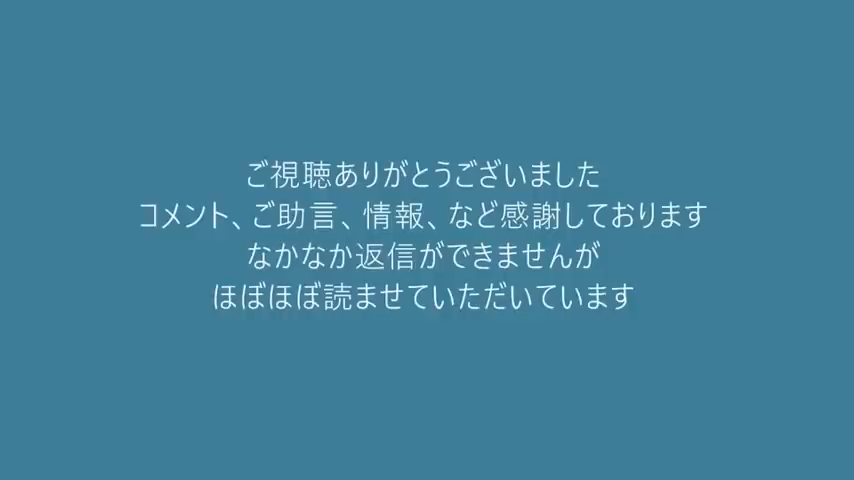 ご視聴ありがとうございました
コメント、ご助言、情報、など感謝しております
なかなか返信ができませんが
ほぼほぼ読ませていただいています